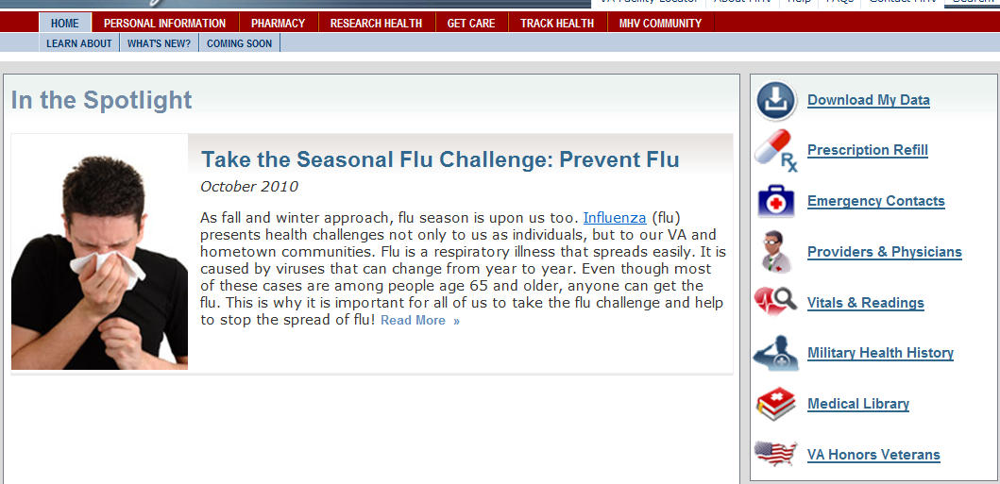 VA Facility Locator About MHV Help FAQs Contact MHV Search
HOME PERSONAL INFORMATION PHARMACY RESEARCH HEALTH GET CARE TRACK HEALTH MHV COMMUNITY
LEARN ABOUT WHAT'S NEW? COMING SOON
In the Spotlight
Take the Seasonal Flu Challenge: Prevent Flu
October 2010
As fall and winter approach, flu season is upon us too. Influenza (flu)
presents health challenges not only to us as individuals, but to our VA and
hometown communities. Flu is a respiratory illness that spreads easily. It is
caused by viruses that can change from year to year. Even though most
of these cases are among people age 65 and older, anyone can get the
flu. This is why it is important for all of us to take the flu challenge and help
to stop the spread of flu! Read More »
Download My Data
Rx
Prescription Refill
Emergency Contacts
Providers & Physicians
Vitals & Readings
Military Health History
Medical Library
VA Honors Veterans